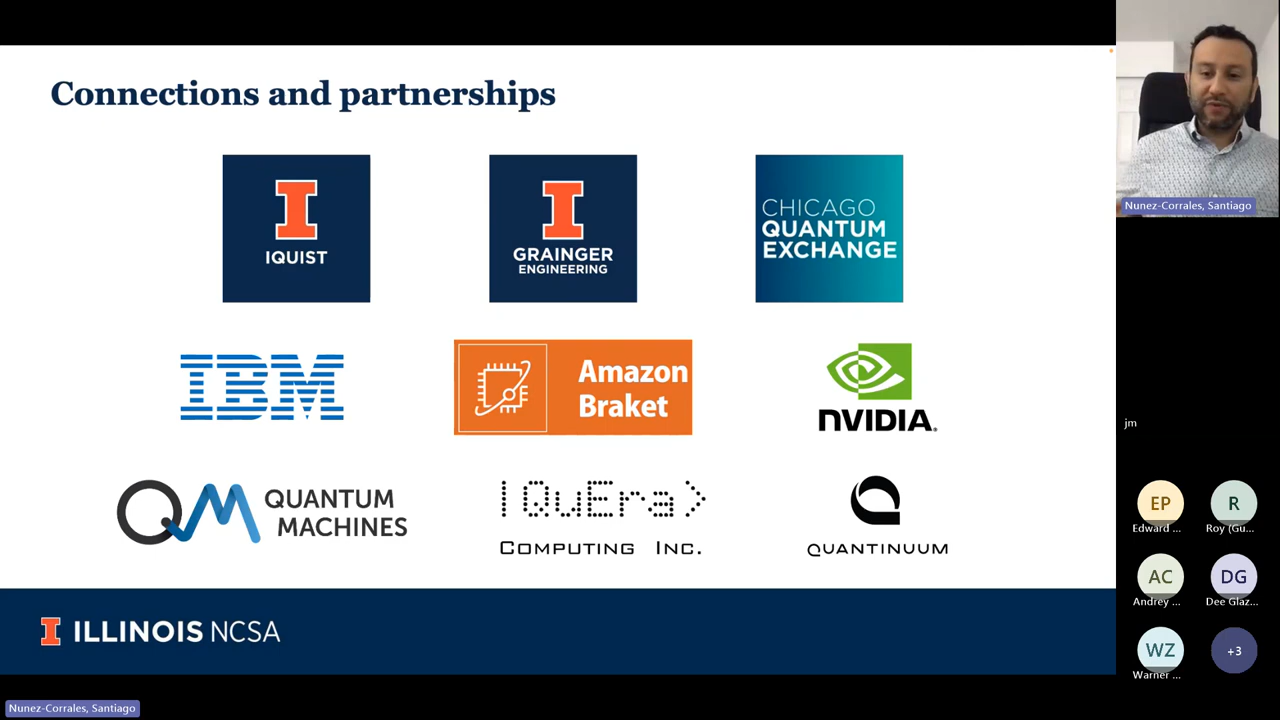 Connections and partnerships
I
IQUIST
I
GRAINGER
ENGINEERING
CHICAGO
QUANTUM
EXCHANGE
IBM
Amazon
Braket
NVIDIA.
QM
QUANTUM
MACHINES
|QuEra>
COMPUTING INC.
QUANTINUUM
I ILLINOIS NCSA
Nunez-Corrales, Santiago
jm
EP
Edward ...
R
Roy (Gu...
AC
Andrey ...
DG
Dee Glaz...
WZ
Warner ...
+3
Nunez-Corrales, Santiago